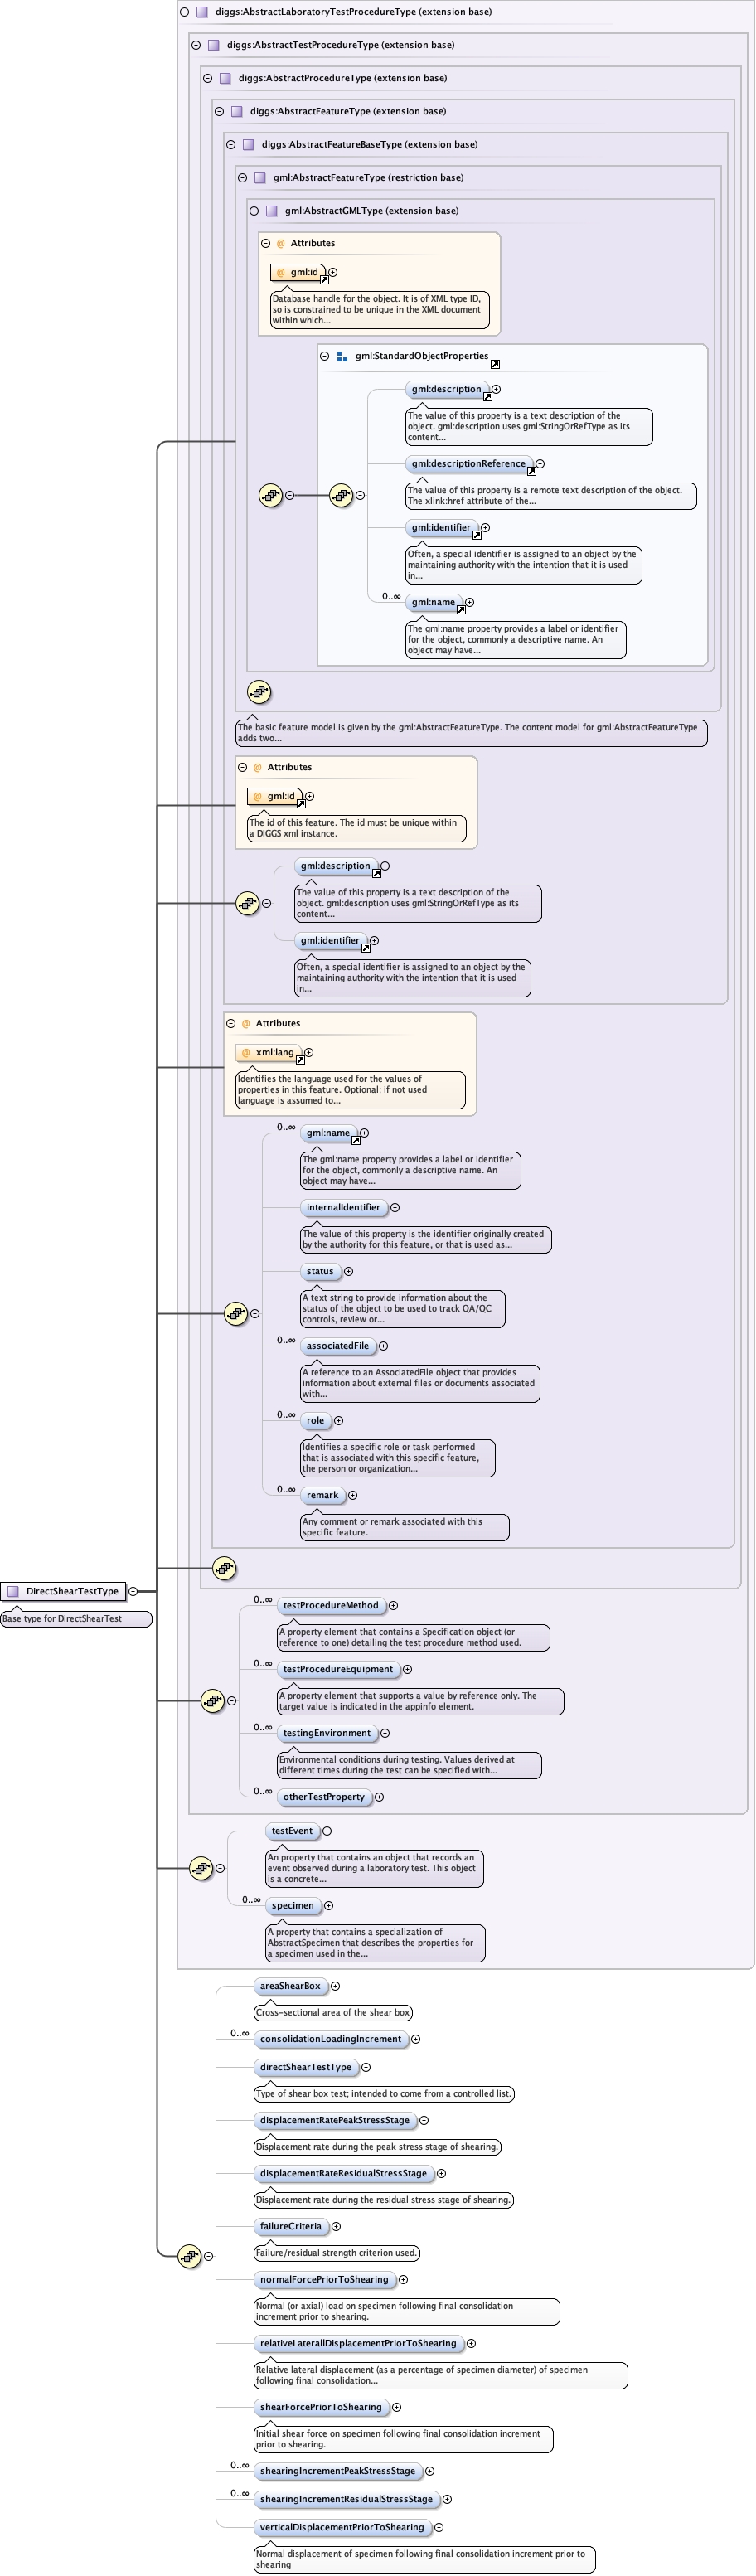 diggs:AbstractLaboratoryTestProcedureType (extension base)
diggs:AbstractTestProcedureType (extension base)
diggs:AbstractProcedureType (extension base)
diggs:AbstractFeatureType (extension base)
diggs:AbstractFeatureBaseType (extension base)
gml:AbstractFeatureType (restriction base)
gml:AbstractGMLType (extension base)
@ Attributes
@ gml:id
Database handle for the object. It is of XML type ID,
so is constrained to be unique in the XML document
within which...
gml:StandardObjectProperties
gml:description
The value of this property is a text description of the
object. gml:description uses gml:StringOrRefType as its
content...
gml:descriptionReference
The value of this property is a remote text description of the object.
The xlink:href attribute of the...
gml:identifier
Often, a special identifier is assigned to an object by the
maintaining authority with the intention that it is used
in...
0..∞
gml:name
The gml:name property provides a label or identifier
for the object, commonly a descriptive name. An
object may have...
The basic feature model is given by the gml:AbstractFeatureType. The content model for gml:AbstractFeatureType
adds two...
@ Attributes
@ gml:id
The id of this feature. The id must be unique within
a DIGGS xml instance.
gml:description
The value of this property is a text description of the
object. gml:description uses gml:StringOrRefType as its
content...
gml:identifier
Often, a special identifier is assigned to an object by the
maintaining authority with the intention that it is used
in...
@ Attributes
@ xml:lang
Identifies the language used for the values of
properties in this feature. Optional; if not used
language is assumed to...
0..∞
gml:name
The gml:name property provides a label or identifier
for the object, commonly a descriptive name. An
object may have...
internalIdentifier
The value of this property is the identifier originally created
by the authority for this feature, or that is used as...
status
A text string to provide information about the
status of the object to be used to track QA/QC
controls, review or...
0..∞
associatedFile
A reference to an AssociatedFile object that provides
information about external files or documents associated
with...
0..∞
role
Identifies a specific role or task performed
that is associated with this specific feature,
the person or organization...
0..∞
remark
Any comment or remark associated with this
specific feature.
DirectShearTestType
Base type for DirectShearTest
0..∞
testProcedureMethod
A property element that contains a Specification object (or
reference to one) detailing the test procedure method used.
0..∞
testProcedureEquipment
A property element that supports a value by reference only. The
target value is indicated in the appinfo element.
0..∞
testingEnvironment
Environmental conditions during testing. Values derived at
different times during the test can be specified with...
0..∞
otherTestProperty
testEvent
An property that contains an object that records an
event observed during a laboratory test. This object
is a concrete...
0..∞
specimen
A property that contains a specialization of
AbstractSpecimen that describes the properties for
a specimen used in the...
areaShearBox
Cross-sectional area of the shear box
0..∞
consolidationLoadingIncrement
directShearTestType
Type of shear box test; intended to come from a controlled list.
displacementRatePeakStressStage
Displacement rate during the peak stress stage of shearing.
displacementRateResidualStressStage
Displacement rate during the residual stress stage of shearing.
failureCriteria
Failure/residual strength criterion used.
normalForcePriorToShearing
Normal (or axial) load on specimen following final consolidation
increment prior to shearing.
relativeLaterallDisplacementPriorToShearing
Relative lateral displacement (as a percentage of specimen diameter) of specimen
following final consolidation...
shearForcePriorToShearing
Initial shear force on specimen following final consolidation increment
prior to shearing.
0..∞
shearingIncrementPeakStressStage
0..∞
shearingIncrementResidualStressStage
verticalDisplacementPriorToShearing
Normal displacement of specimen following final consolidation increment prior to
shearing